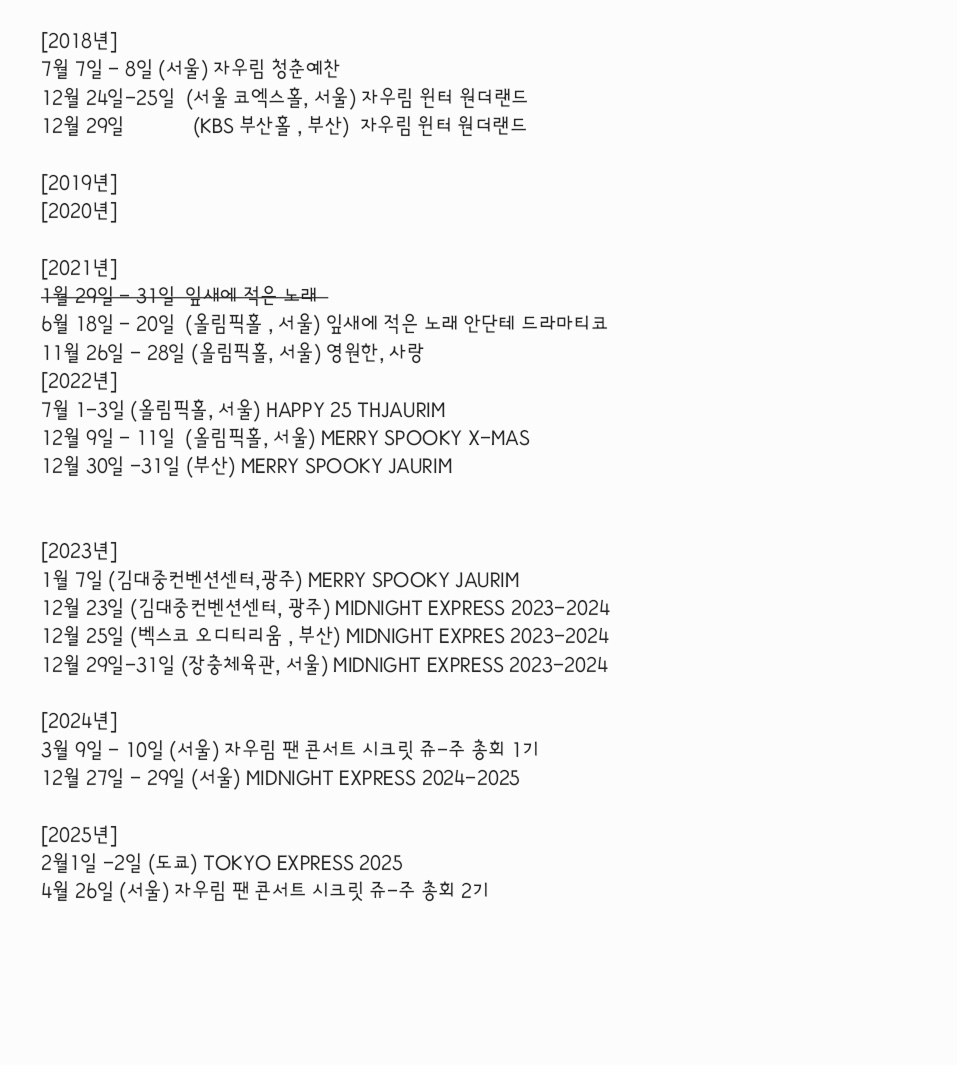 [2018년]
7월 7일 - 8일 (서울) 자우림 청춘예찬
12월 24일-25일 (서울 코엑스홀, 서울) 자우림 윈터 원더랜드
12월 29일 (KBS 부산홀 , 부산) 자우림 윈터 원더랜드
[2019년]
[2020년]
[2021년]
1월 29일 - 31일 잎새에 적은 노래
6월 18일 - 20일 (올림픽홀 , 서울) 잎새에 적은 노래 안단테 드라마티코
11월 26일 - 28일 (올림픽홀, 서울) 영원한, 사랑
[2022년]
7월 1-3일 (올림픽홀, 서울) HAPPY 25 THJAURIM
12월 9일 - 11일 (올림픽홀, 서울) MERRY SPOOKY X-MAS
12월 30일 -31일 (부산) MERRY SPOOKY JAURIM
[2023년]
1월 7일 (김대중컨벤션센터,광주) MERRY SPOOKY JAURIM
12월 23일 (김대중컨벤션센터, 광주) MIDNIGHT EXPRESS 2023-2024
12월 25일 (벡스코 오디티리움 , 부산) MIDNIGHT EXPRES 2023-2024
12월 29일-31일 (장충체육관, 서울) MIDNIGHT EXPRESS 2023-2024
[2024년]
3월 9일 - 10일 (서울) 자우림 팬 콘서트 시크릿 쥬-주 총회 1기
12월 27일 - 29일 (서울) MIDNIGHT EXPRESS 2024-2025
[2025년]
2월1일 -2일 (도쿄) TOKYO EXPRESS 2025
4월 26일 (서울) 자우림 팬 콘서트 시크릿 쥬-주 총회 2기